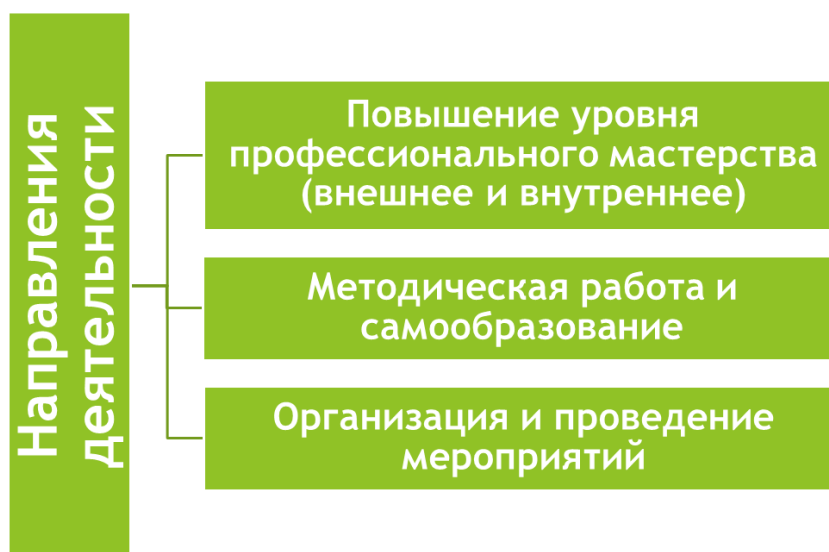 Направления
деятельности
Повышение уровня
профессионального мастерства
(внешнее и внутреннее)
Методическая работа и
самообразование
Организация и проведение
мероприятий